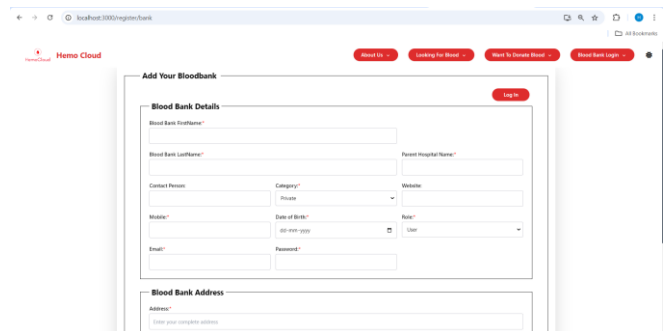 localhost:3000/register/bank
All Bookmarks
HemoCloud
Hemo Cloud
About Us
Looking For Blood
Want To Donate Blood
Blood Bank Login
Add Your Bloodbank
Log In
Blood Bank Details
Blood Bank FirstName:*
Blood Bank LastName:*
Parent Hospital Name:*
Contact Person:
Category:*
Website:
Private
Mobile:*
Date of Birth:*
Role:*
dd-mm-yyyy
User
Email:*
Password:*
Blood Bank Address
Address:*
Enter your complete address